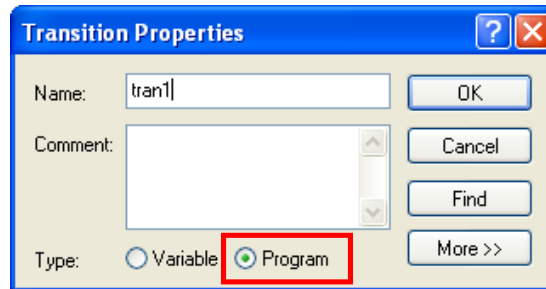 Transition Properties
Name: tran1 OK
Comment: Cancel
Find
Type: Variable Program More >>